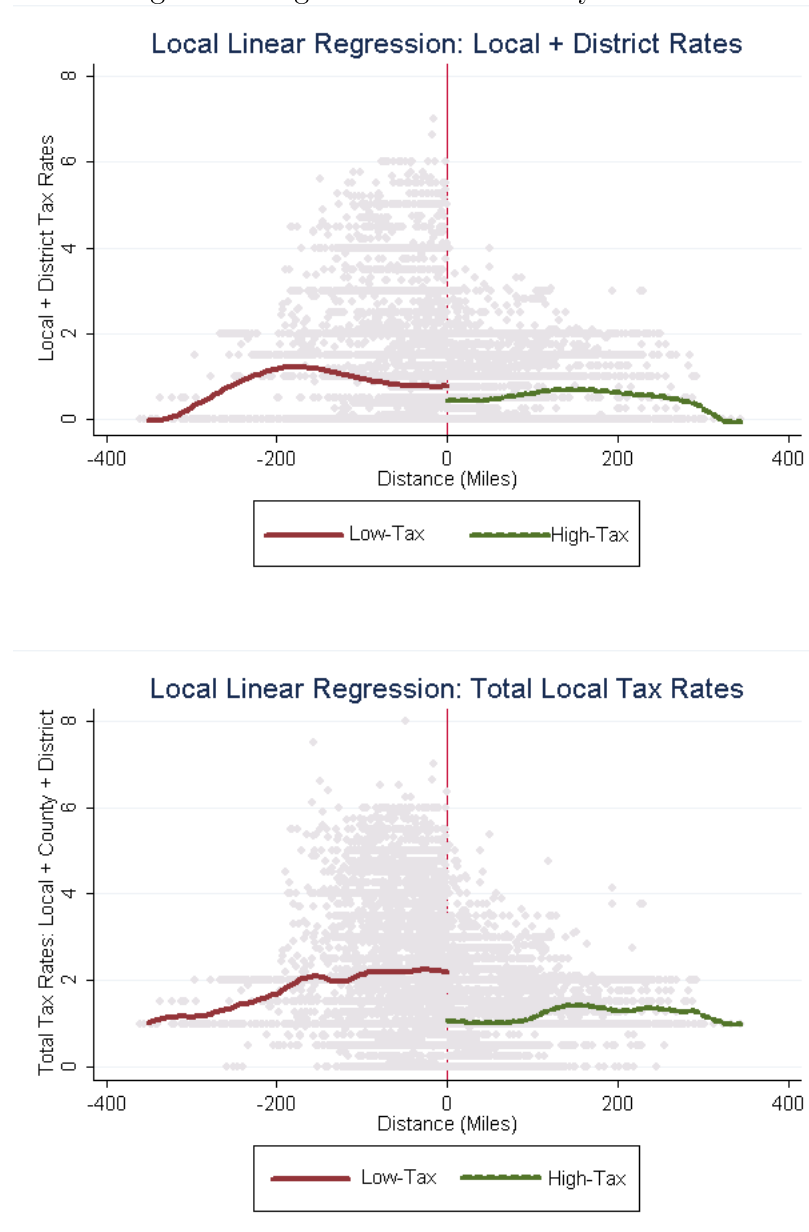 Local Linear Regression: Local + District Rates
Local + District Tax Rates
8
6
4
2
0
-400 -200 0 200 400
Distance (Miles)
Low-Tax High-Tax
Local Linear Regression: Total Local Tax Rates
Total Tax Rates: Local + County + District
8
6
4
2
0
-400 -200 0 200 400
Distance (Miles)
Low-Tax High-Tax